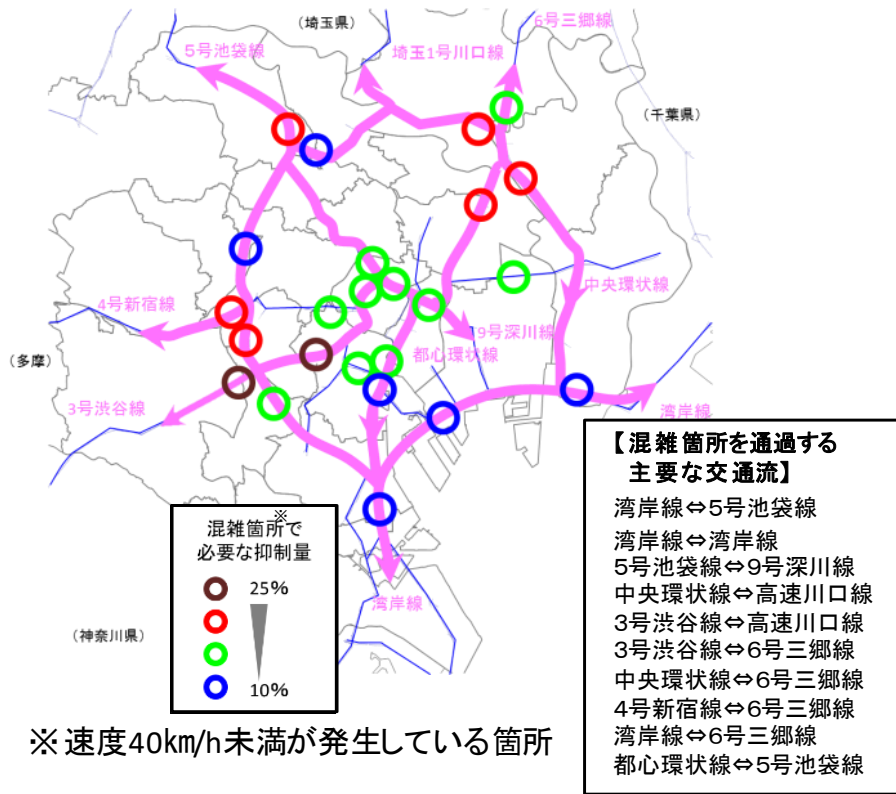 （埼玉県）
6号三郷線
5号池袋線
埼玉1号川口線
（千葉県）
中央環状線
4号新宿線
9号深川線
都心環状線
（多摩）
3号渋谷線
湾岸線
【混雑箇所を通過する
主要な交通流】
湾岸線⇔5号池袋線
湾岸線⇔湾岸線
5号池袋線⇔9号深川線
中央環状線⇔高速川口線
3号渋谷線⇔高速川口線
3号渋谷線⇔6号三郷線
中央環状線⇔6号三郷線
4号新宿線⇔6号三郷線
湾岸線⇔6号三郷線
都心環状線⇔5号池袋線
※
混雑箇所で
必要な抑制量
25%
10%
湾岸線
（神奈川県）
※速度40km/h未満が発生している箇所